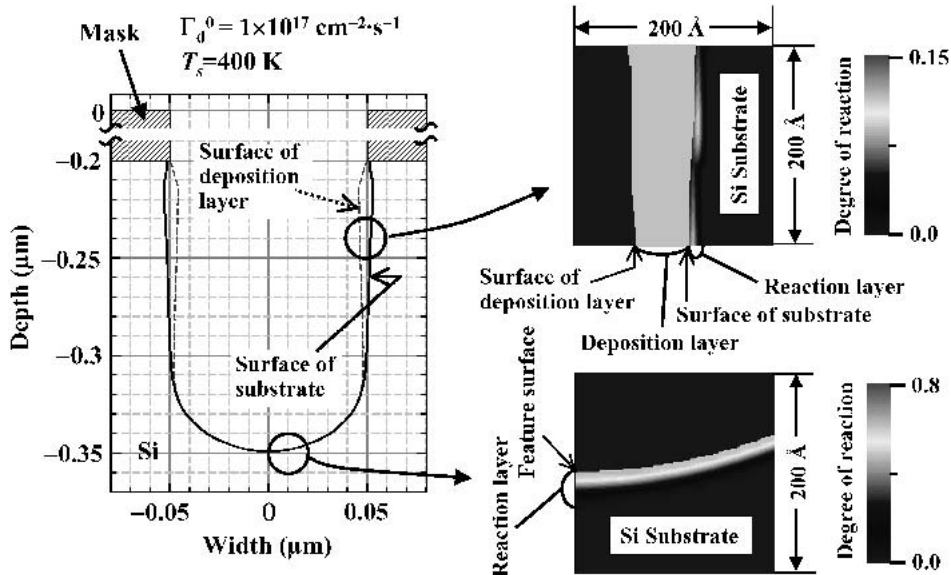 Mask
Γd⁰ = 1×10¹⁷ cm⁻²·s⁻¹
Ts=400 K
0
−0.2
−0.25
−0.3
−0.35
Depth (µm)
Surface of
deposition
layer
Surface of
substrate
Si
−0.05
0
0.05
Width (µm)
200 Å
200 Å
Si Substrate
Degree of reaction
0.15
0.0
Surface of
deposition layer
Reaction layer
Surface of substrate
Deposition layer
Feature surface
Reaction layer
200 Å
Si Substrate
Degree of reaction
0.8
0.0